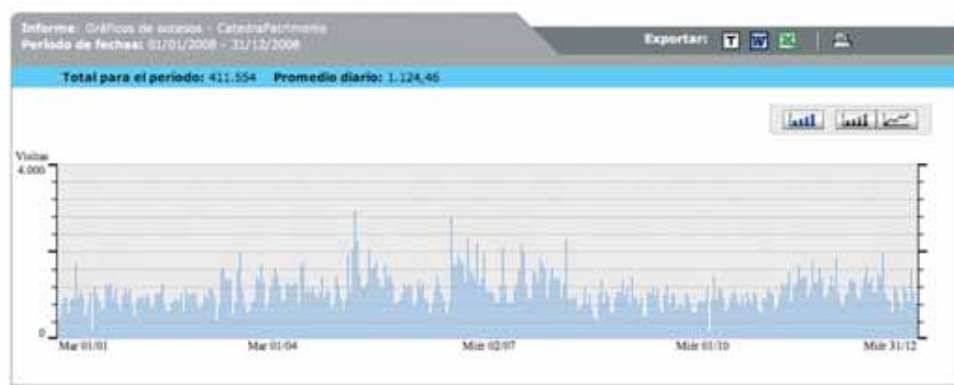 Informe: Gráficos de accesos - CatedraPatrimonio
Período de fechas: 01/01/2008 - 31/12/2008
Exportar: T W X
Total para el período: 411.554 Promedio diario: 1.124,46
Visitas
4.000
0
Mar 01/01 Mar 01/04 Miér 02/07 Miér 01/10 Miér 31/12